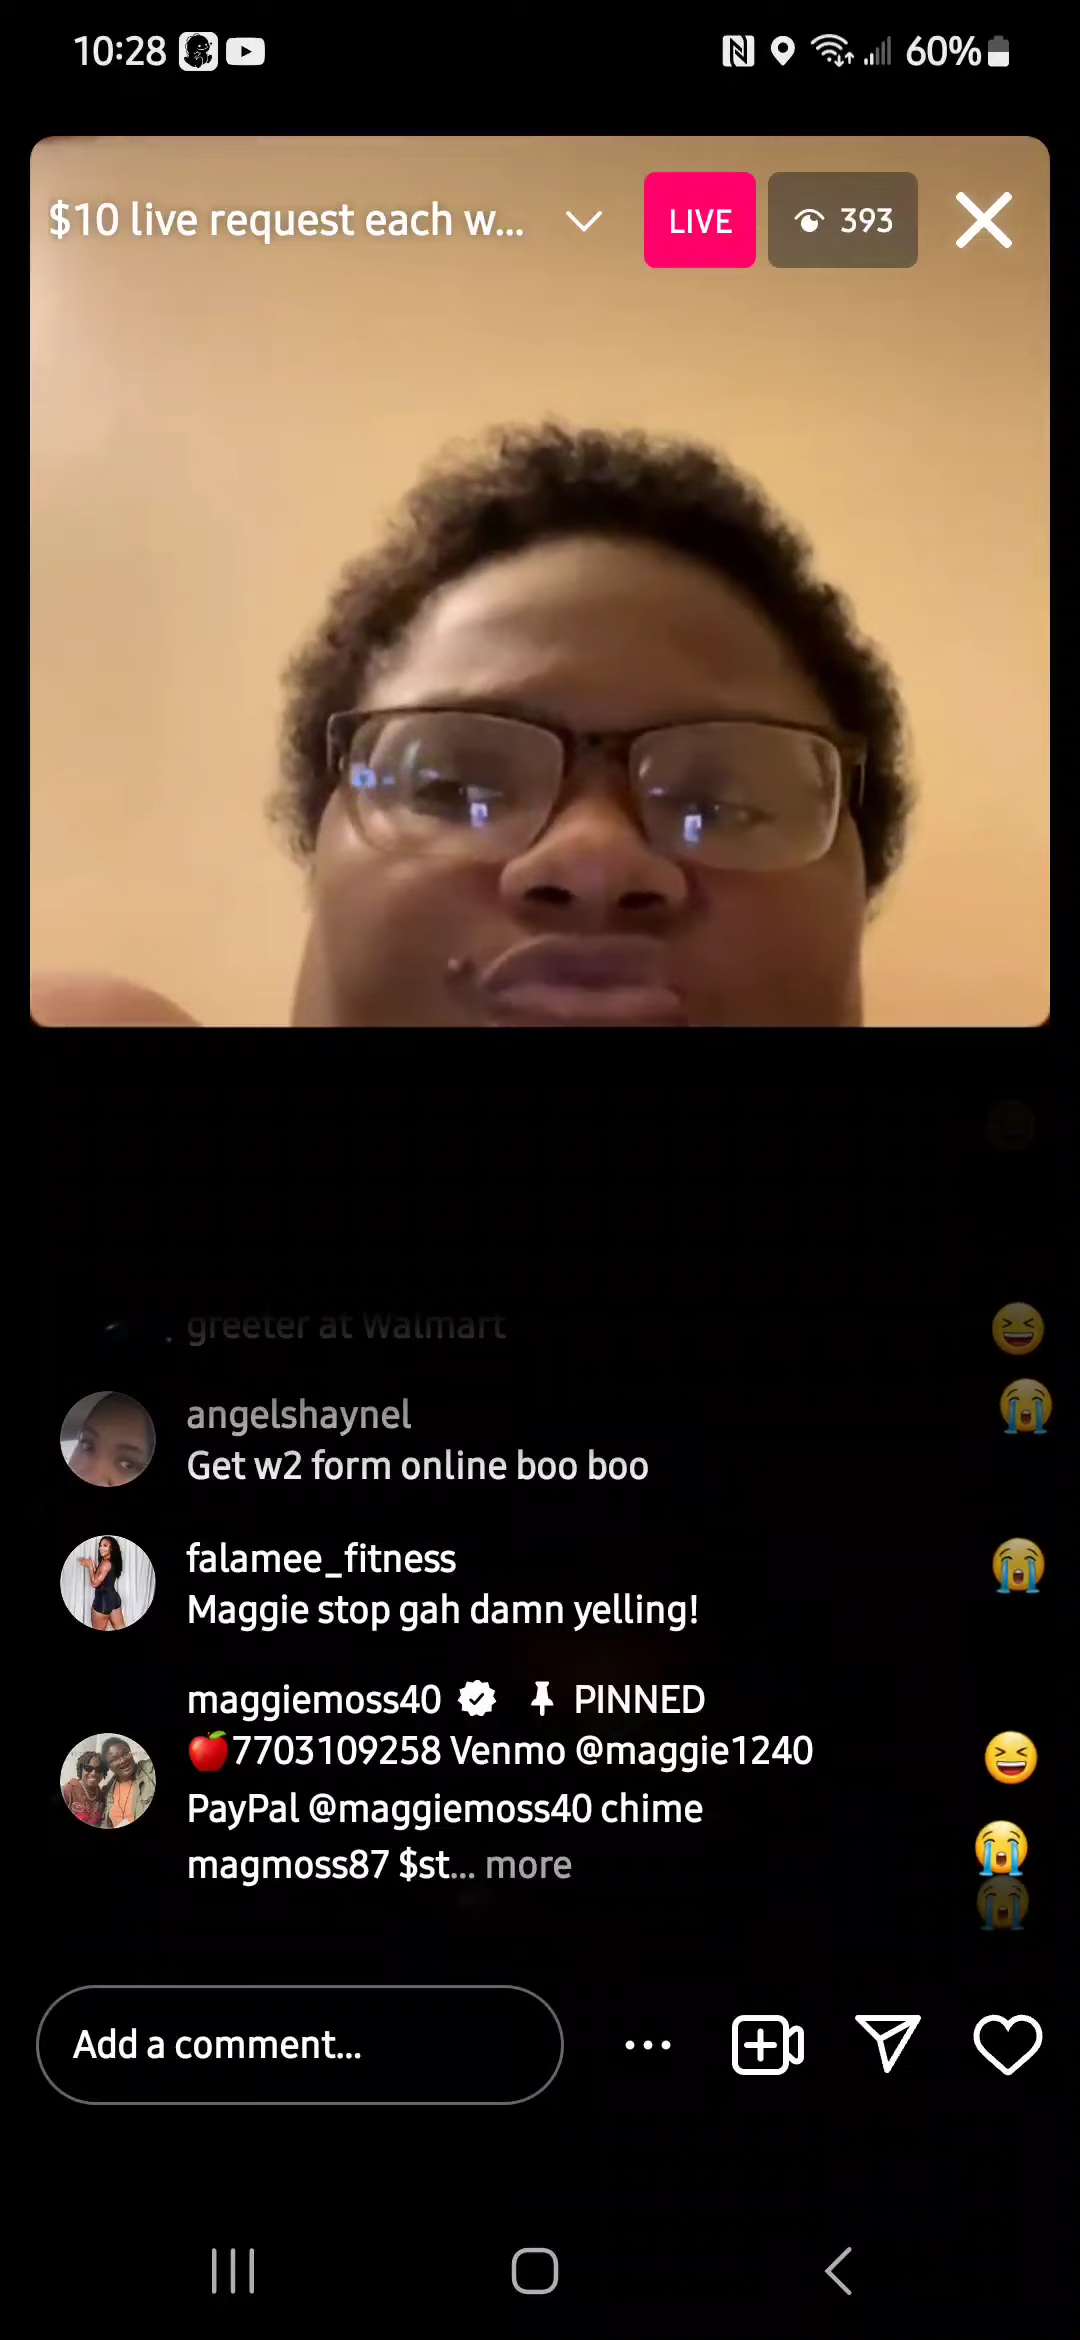 10:28
60%
$10 live request each w...
LIVE
393
greeter at Walmart
angelshaynel
Get w2 form online boo boo
falamee_fitness
Maggie stop gah damn yelling!
maggiemoss40 PINNED
🍎7703109258 Venmo @maggie1240
PayPal @maggiemoss40 chime
magmoss87 $st... more
Add a comment...